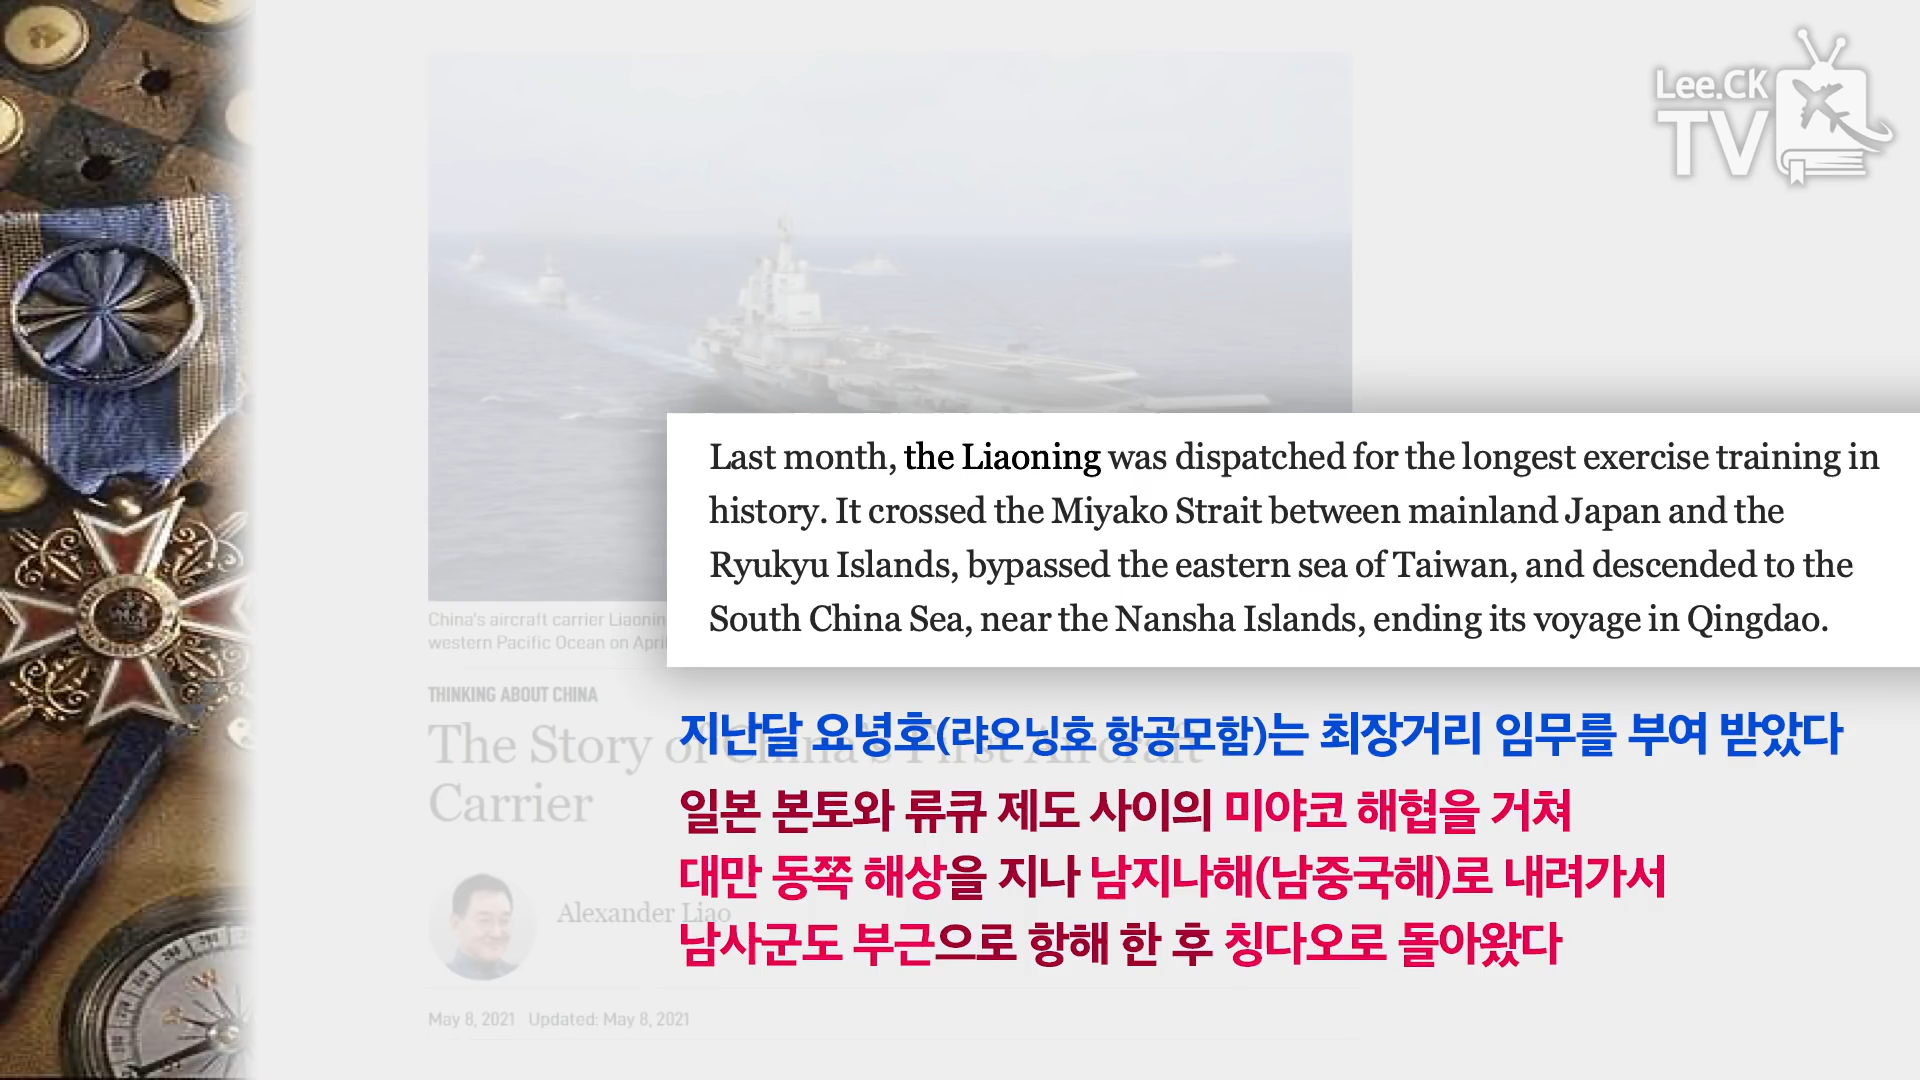 Lee.CK
TV
Last month, the Liaoning was dispatched for the longest exercise training in
history. It crossed the Miyako Strait between mainland Japan and the
Ryukyu Islands, bypassed the eastern sea of Taiwan, and descended to the
South China Sea, near the Nansha Islands, ending its voyage in Qingdao.
China's aircraft carrier Liaonin
western Pacific Ocean on April
THINKING ABOUT CHINA
The Story of China's First Aircraft
Carrier
지난달 요녕호(랴오닝호 항공모함)는 최장거리 임무를 부여 받았다
일본 본토와 류큐 제도 사이의 미야코 해협을 거쳐
대만 동쪽 해상을 지나 남지나해(남중국해)로 내려가서
남사군도 부근으로 항해 한 후 칭다오로 돌아왔다
Alexander Liao
May 8, 2021 Updated: May 8, 2021